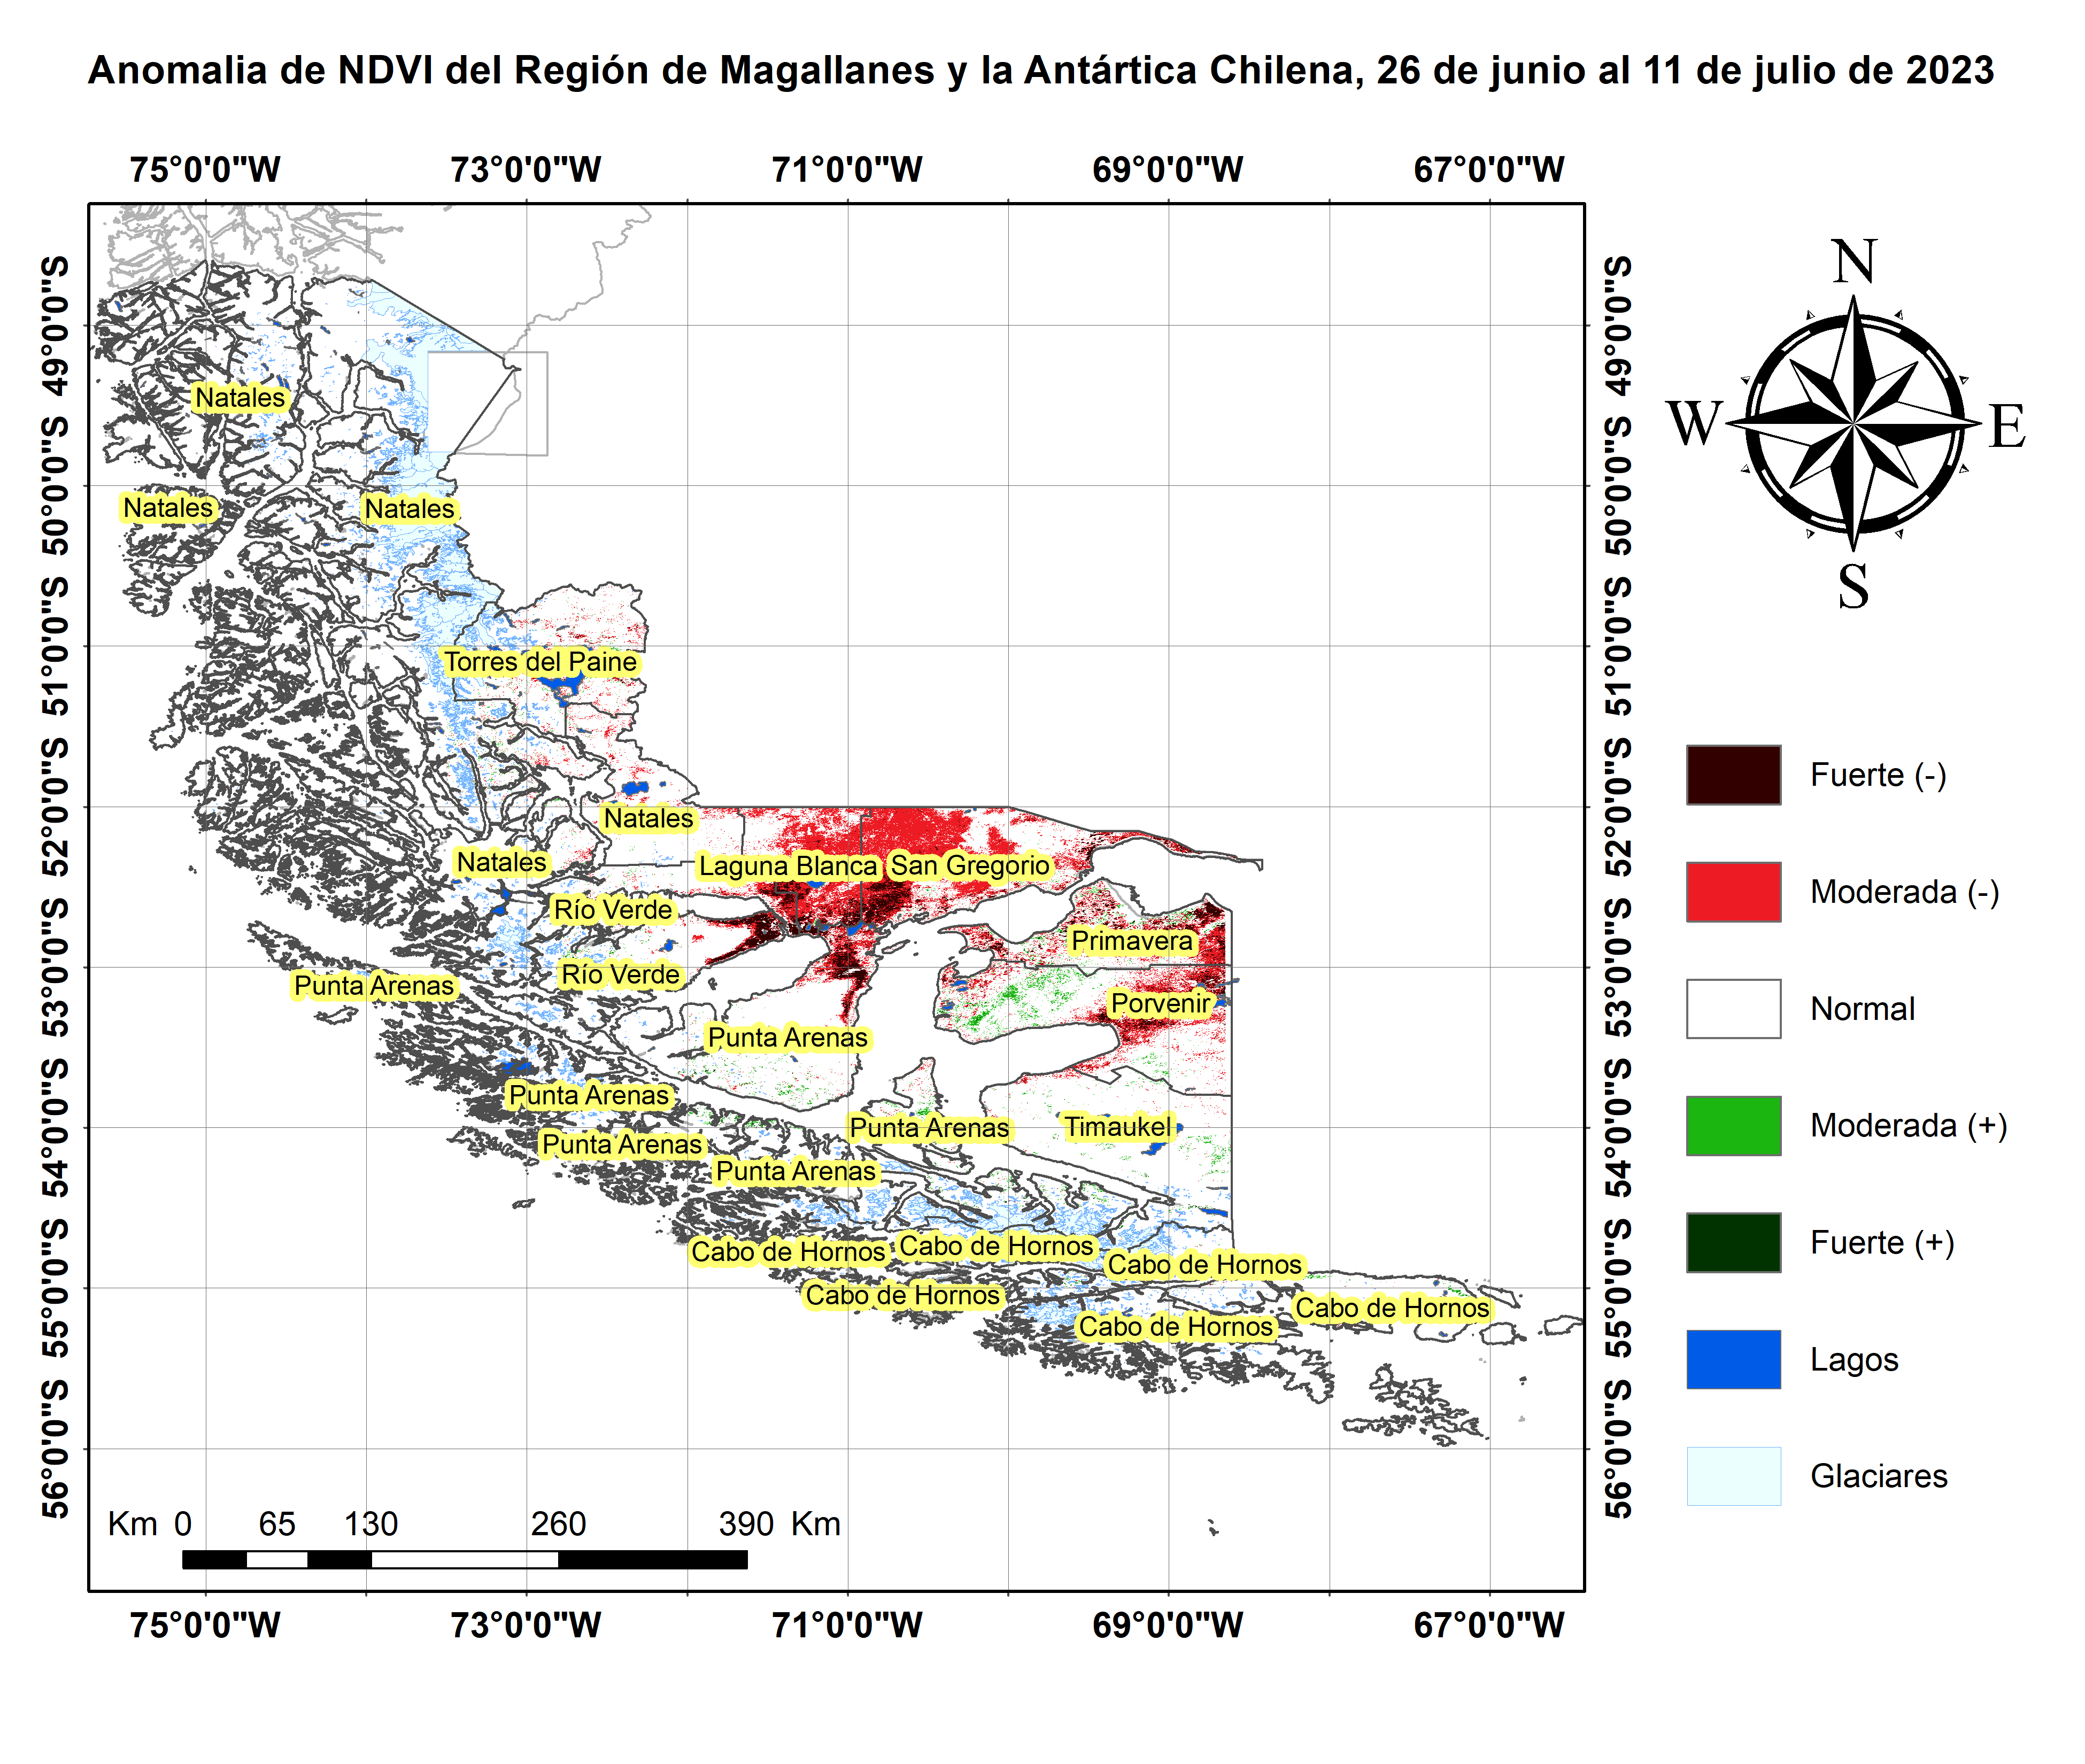 Anomalia de NDVI del Región de Magallanes y la Antártica Chilena, 26 de junio al 11 de julio de 2023
75°0'0"W 73°0'0"W 71°0'0"W 69°0'0"W 67°0'0"W
49°0'0"S
50°0'0"S
51°0'0"S
52°0'0"S
53°0'0"S
54°0'0"S
55°0'0"S
56°0'0"S
Natales
Natales
Natales
Torres del Paine
Natales
Natales
Laguna Blanca
San Gregorio
Río Verde
Primavera
Río Verde
Punta Arenas
Porvenir
Punta Arenas
Punta Arenas
Punta Arenas
Timaukel
Punta Arenas
Punta Arenas
Cabo de Hornos
Cabo de Hornos
Cabo de Hornos
Cabo de Hornos
Cabo de Hornos
Cabo de Hornos
Km 0 65 130 260 390 Km
75°0'0"W 73°0'0"W 71°0'0"W 69°0'0"W 67°0'0"W
49°0'0"S
50°0'0"S
51°0'0"S
52°0'0"S
53°0'0"S
54°0'0"S
55°0'0"S
56°0'0"S
N
W
E
S
Fuerte (-)
Moderada (-)
Normal
Moderada (+)
Fuerte (+)
Lagos
Glaciares